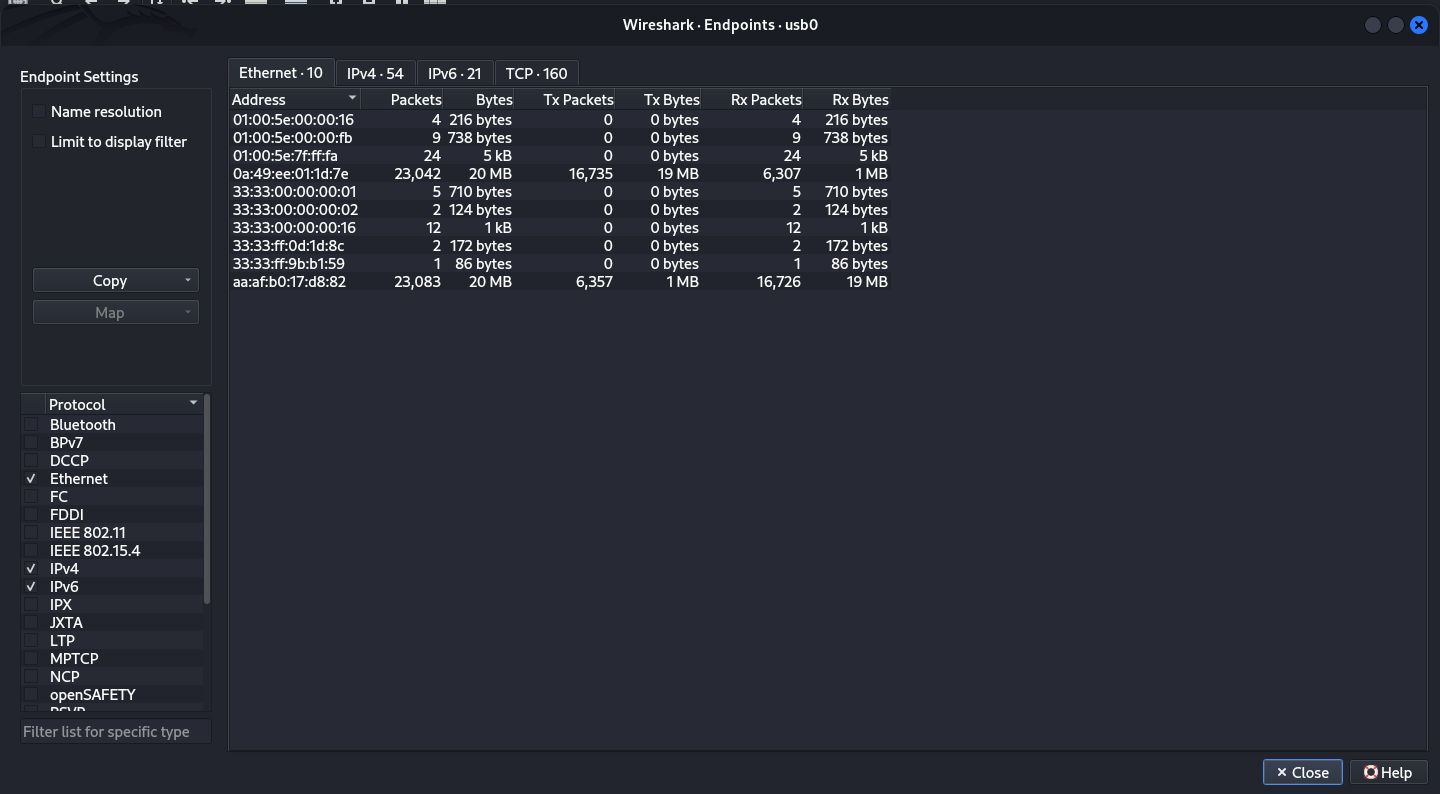 Wireshark · Endpoints · usb0
Endpoint Settings
Name resolution
Limit to display filter
Copy
Map
Protocol
Bluetooth
BPv7
DCCP
Ethernet
FC
FDDI
IEEE 802.11
IEEE 802.15.4
IPv4
IPv6
IPX
JXTA
LTP
MPTCP
NCP
openSAFETY
RSVP
Filter list for specific type
Ethernet · 10 IPv4 · 54 IPv6 · 21 TCP · 160
Address Packets Bytes Tx Packets Tx Bytes Rx Packets Rx Bytes
01:00:5e:00:00:16 4 216 bytes 0 0 bytes 4 216 bytes
01:00:5e:00:00:fb 9 738 bytes 0 0 bytes 9 738 bytes
01:00:5e:7f:ff:fa 24 5 kB 0 0 bytes 24 5 kB
0a:49:ee:01:1d:7e 23,042 20 MB 16,735 19 MB 6,307 1 MB
33:33:00:00:00:01 5 710 bytes 0 0 bytes 5 710 bytes
33:33:00:00:00:02 2 124 bytes 0 0 bytes 2 124 bytes
33:33:00:00:00:16 12 1 kB 0 0 bytes 12 1 kB
33:33:ff:0d:1d:8c 2 172 bytes 0 0 bytes 2 172 bytes
33:33:ff:9b:b1:59 1 86 bytes 0 0 bytes 1 86 bytes
aa:af:b0:17:d8:82 23,083 20 MB 6,357 1 MB 16,726 19 MB
Close
Help